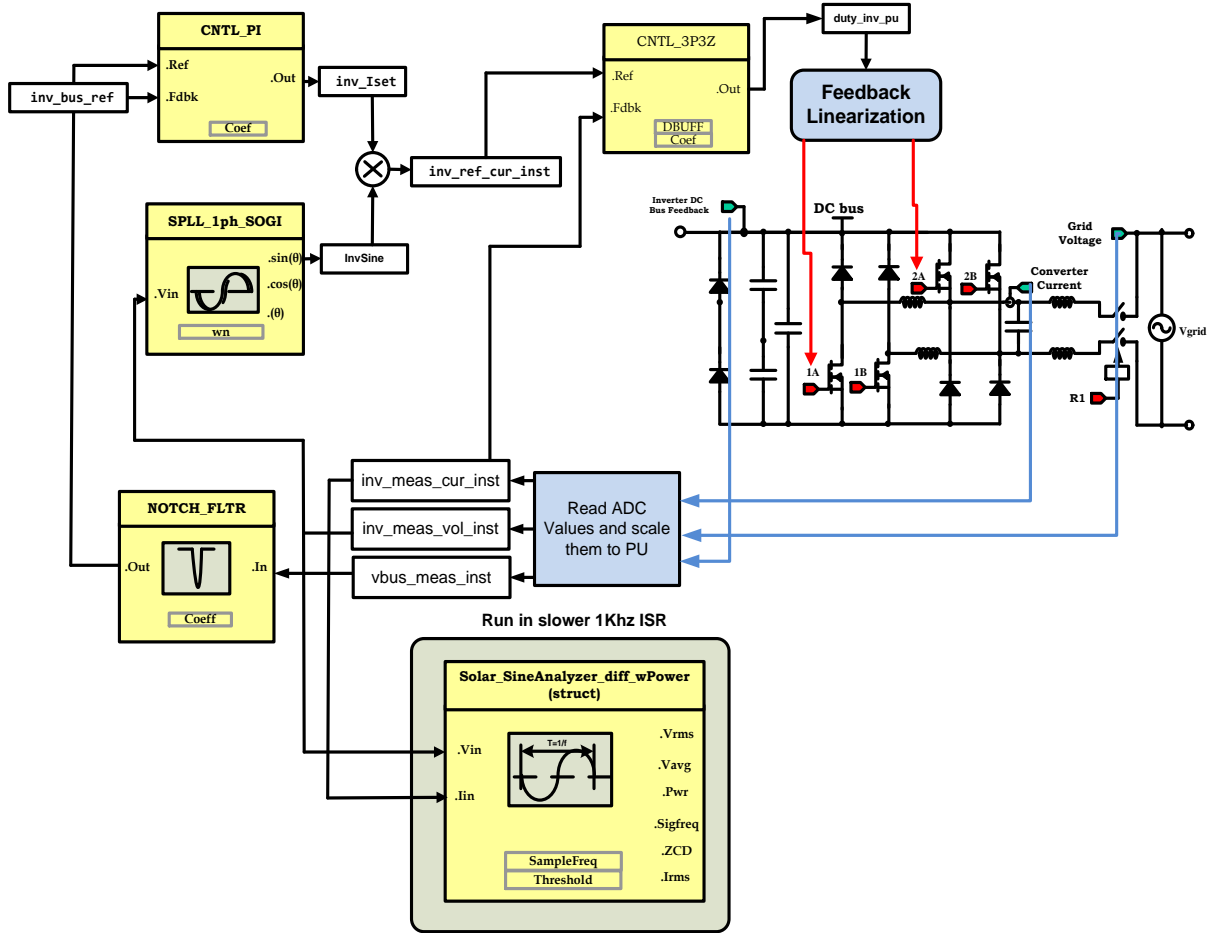 CNTL_PI
.Ref
.Out
.Fdbk
Coef
inv_bus_ref
inv_Iset
inv_ref_cur_inst
CNTL_3P3Z
.Ref
.Out
.Fdbk
DBUFF
Coef
duty_inv_pu
Feedback
Linearization
SPLL_1ph_SOGI
.sin(θ)
.cos(θ)
.(θ)
.Vin
wn
InvSine
Inverter DC
Bus Feedback
DC bus
Grid
Voltage
2A
2B
Converter
Current
Vgrid
1A
1B
R1
inv_meas_cur_inst
inv_meas_vol_inst
vbus_meas_inst
Read ADC
Values and scale
them to PU
NOTCH_FLTR
.Out
.In
Coeff
Run in slower 1Khz ISR
Solar_SineAnalyzer_diff_wPower
(struct)
T=1/f
.Vin
.Iin
.Vrms
.Vavg
.Pwr
.Sigfreq
.ZCD
.Irms
SampleFreq
Threshold